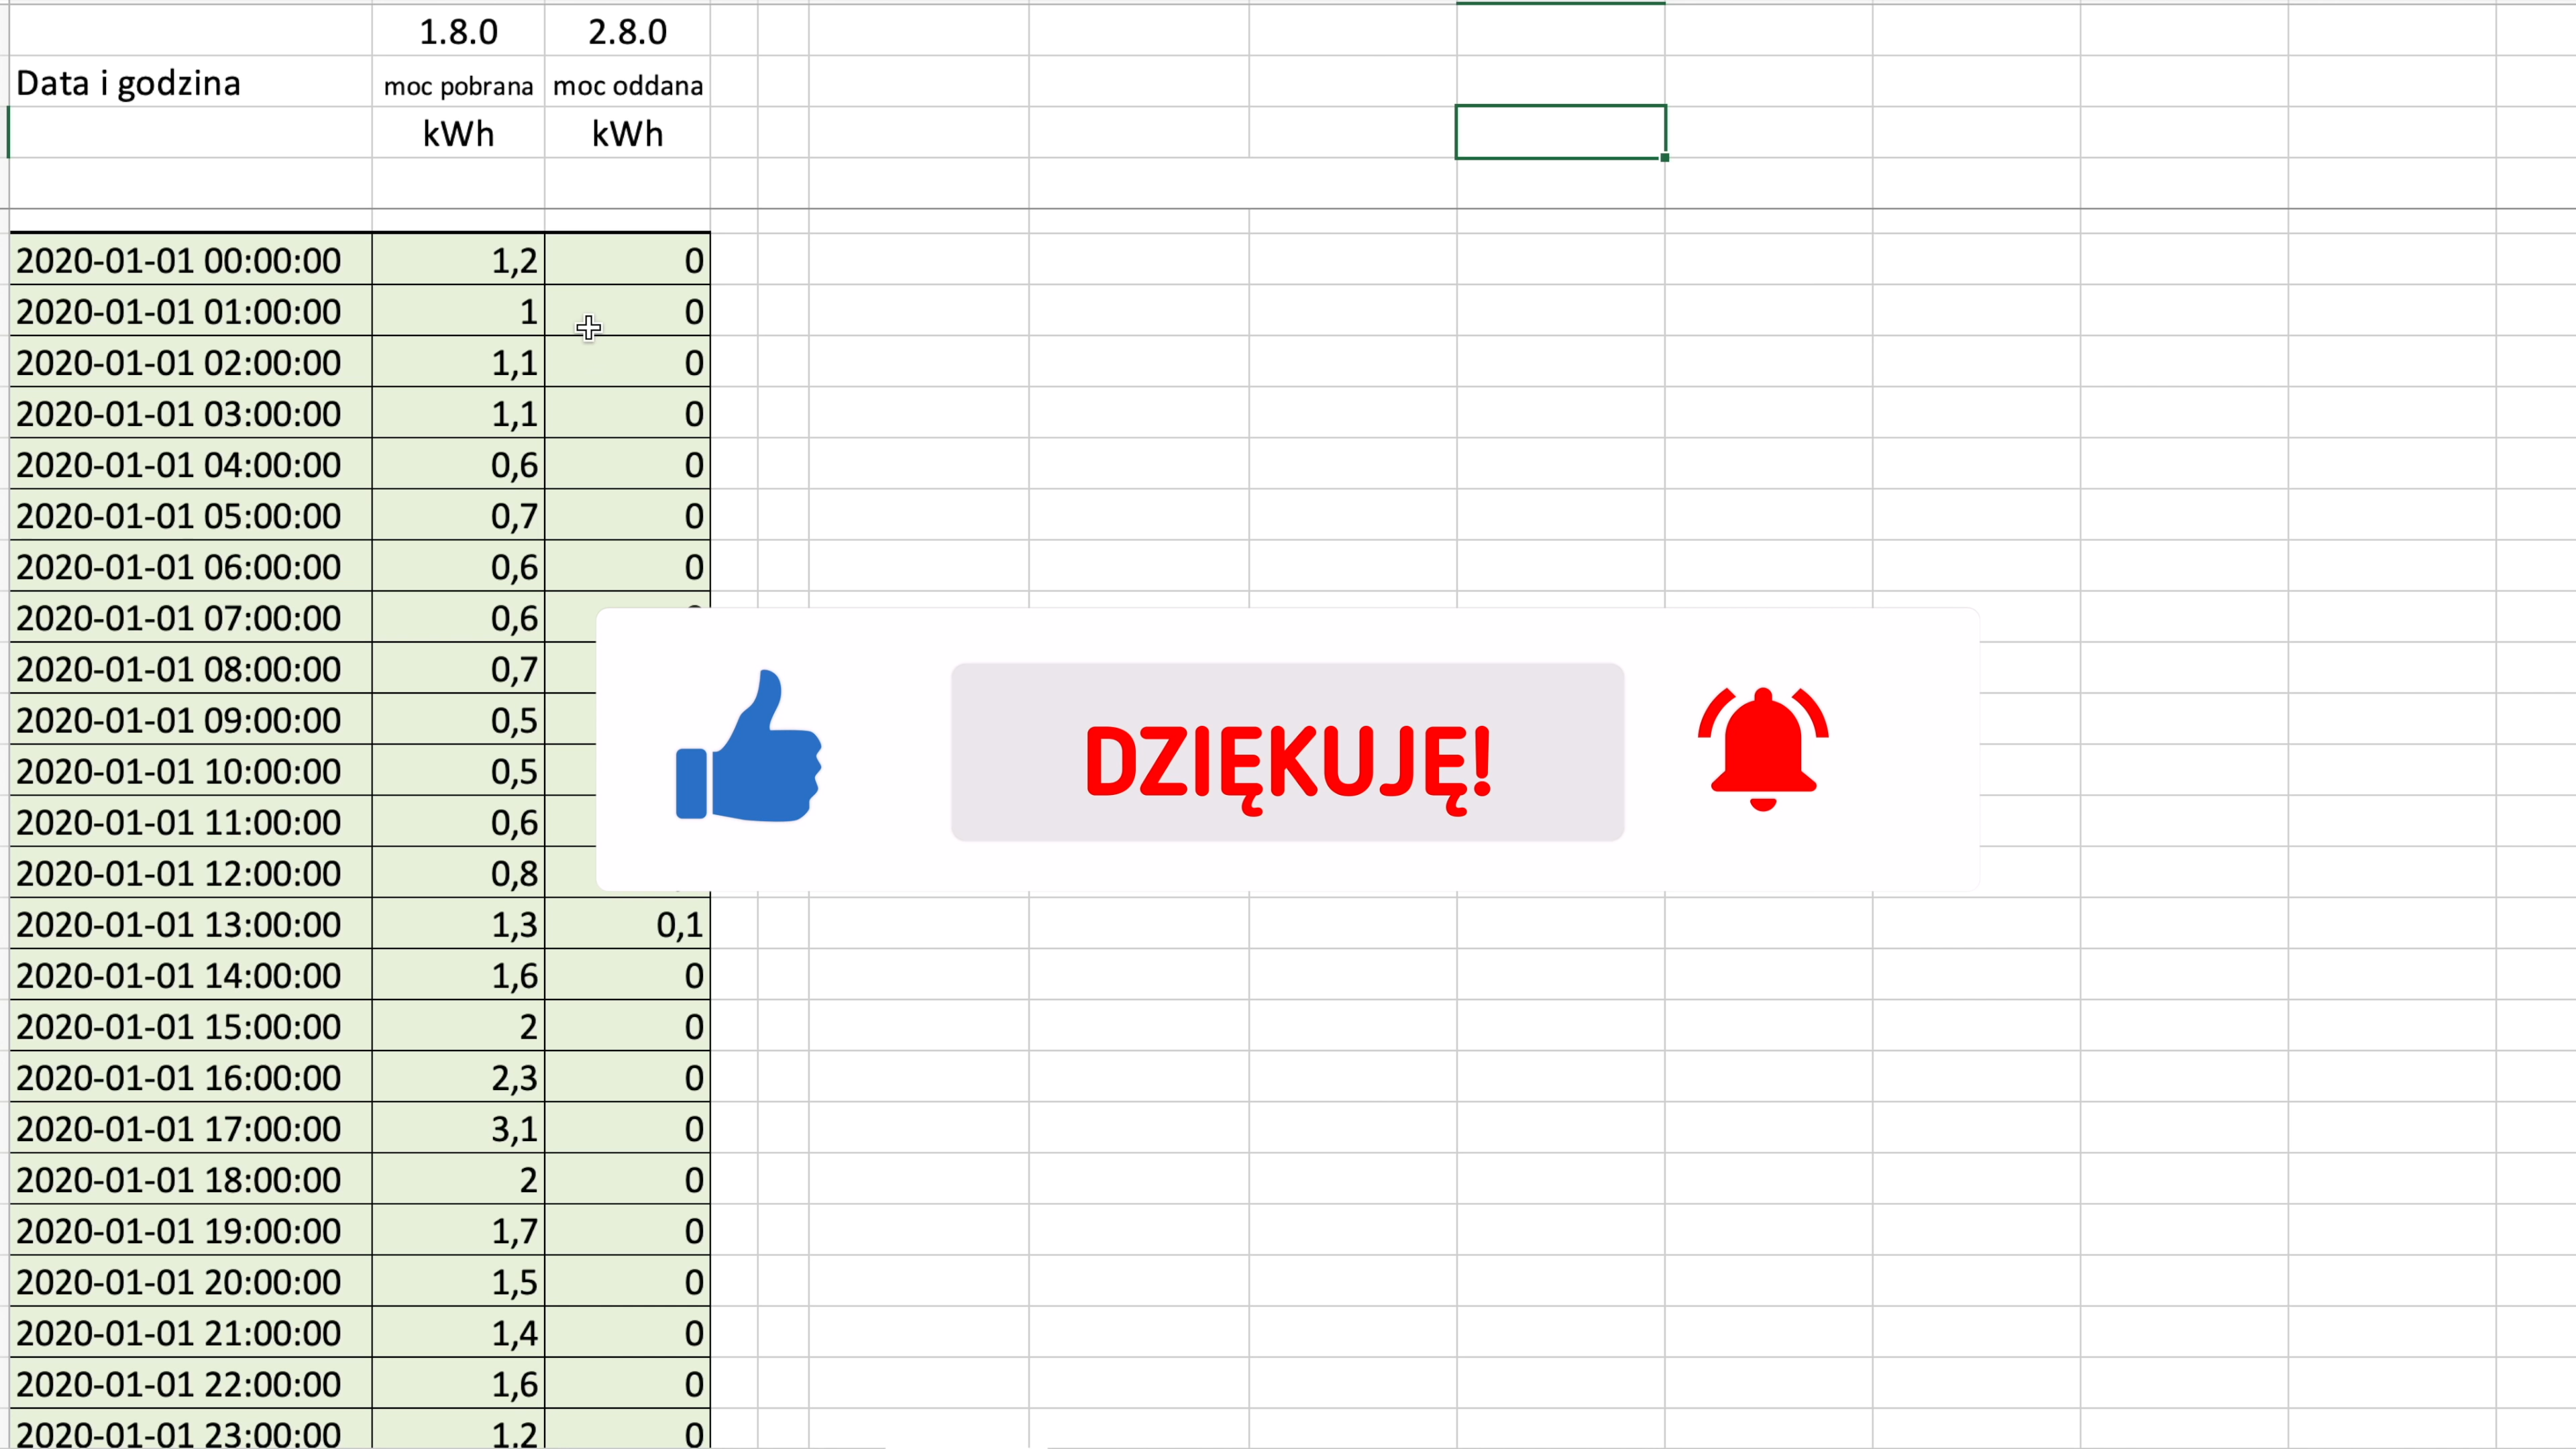 1.8.0 2.8.0
Data i godzina moc pobrana moc oddana
kWh kWh
2020-01-01 00:00:00 1,2 0
2020-01-01 01:00:00 1 0
2020-01-01 02:00:00 1,1 0
2020-01-01 03:00:00 1,1 0
2020-01-01 04:00:00 0,6 0
2020-01-01 05:00:00 0,7 0
2020-01-01 06:00:00 0,6 0
2020-01-01 07:00:00 0,6
2020-01-01 08:00:00 0,7
2020-01-01 09:00:00 0,5
DZIĘKUJĘ!
2020-01-01 10:00:00 0,5
2020-01-01 11:00:00 0,6
2020-01-01 12:00:00 0,8
2020-01-01 13:00:00 1,3 0,1
2020-01-01 14:00:00 1,6 0
2020-01-01 15:00:00 2 0
2020-01-01 16:00:00 2,3 0
2020-01-01 17:00:00 3,1 0
2020-01-01 18:00:00 2 0
2020-01-01 19:00:00 1,7 0
2020-01-01 20:00:00 1,5 0
2020-01-01 21:00:00 1,4 0
2020-01-01 22:00:00 1,6 0
2020-01-01 23:00:00 1,2 0